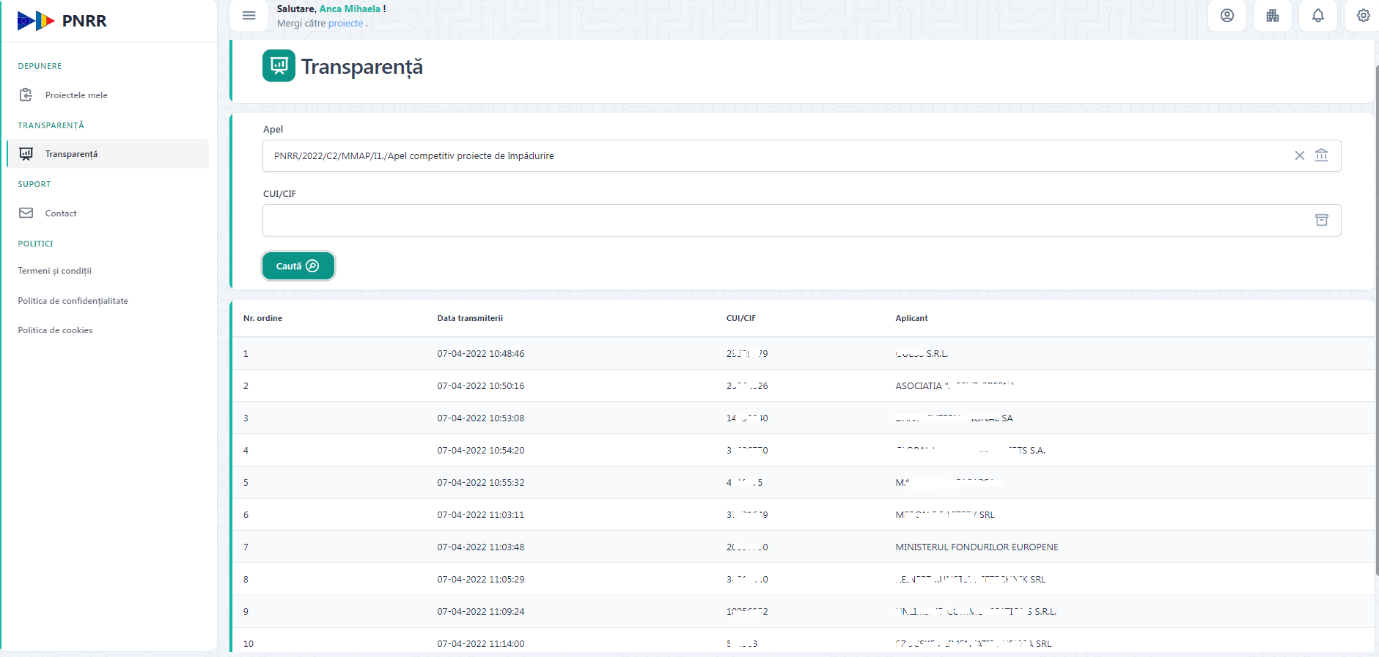 PNRR
Salutare, Anca Mihaela !
Mergi către proiecte .
DEPUNERE
Proiectele mele
TRANSPARENȚĂ
Transparență
SUPORT
Contact
POLITICI
Termeni și condiții
Politica de confidențialitate
Politica de cookies
Transparență
Apel
PNRR/2022/C2/MMAP/I1./Apel competitiv proiecte de împădurire
CUI/CIF
Caută
Nr. ordine Data transmiterii CUI/CIF Aplicant
1 07-04-2022 10:48:46 S.R.L.
2 07-04-2022 10:50:16 ASOCIATIA
3 07-04-2022 10:53:08 SA
4 07-04-2022 10:54:20 S.A.
5 07-04-2022 10:55:32
6 07-04-2022 11:03:11 SRL
7 07-04-2022 11:03:48 MINISTERUL FONDURILOR EUROPENE
8 07-04-2022 11:05:29 SRL
9 07-04-2022 11:09:24 S.R.L.
10 07-04-2022 11:14:00 SRL